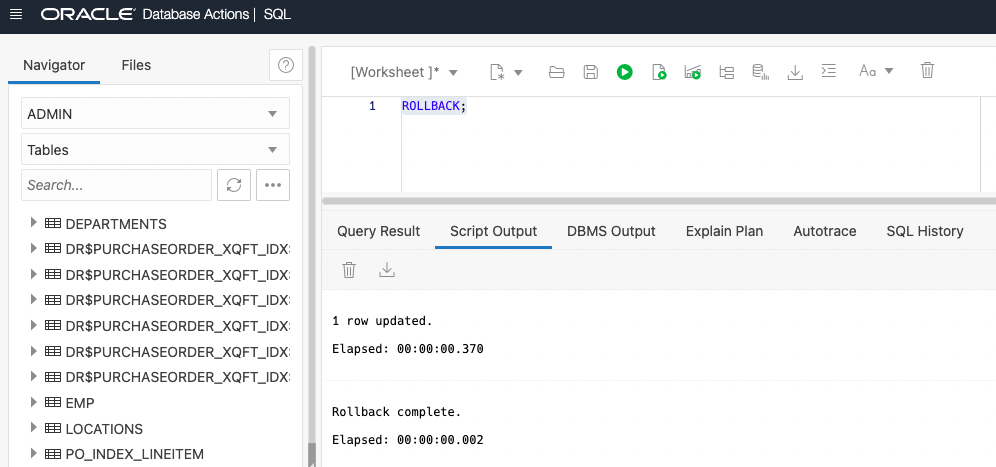 ORACLE Database Actions | SQL
Navigator Files
ADMIN
Tables
Search...
DEPARTMENTS
DR$PURCHASEORDER_XQFT_IDX
DR$PURCHASEORDER_XQFT_IDX
DR$PURCHASEORDER_XQFT_IDX
DR$PURCHASEORDER_XQFT_IDX
DR$PURCHASEORDER_XQFT_IDX
DR$PURCHASEORDER_XQFT_IDX
EMP
LOCATIONS
PO_INDEX_LINEITEM
[Worksheet ]* Aa
1 ROLLBACK;
Query Result Script Output DBMS Output Explain Plan Autotrace SQL History
1 row updated.
Elapsed: 00:00:00.370
Rollback complete.
Elapsed: 00:00:00.002